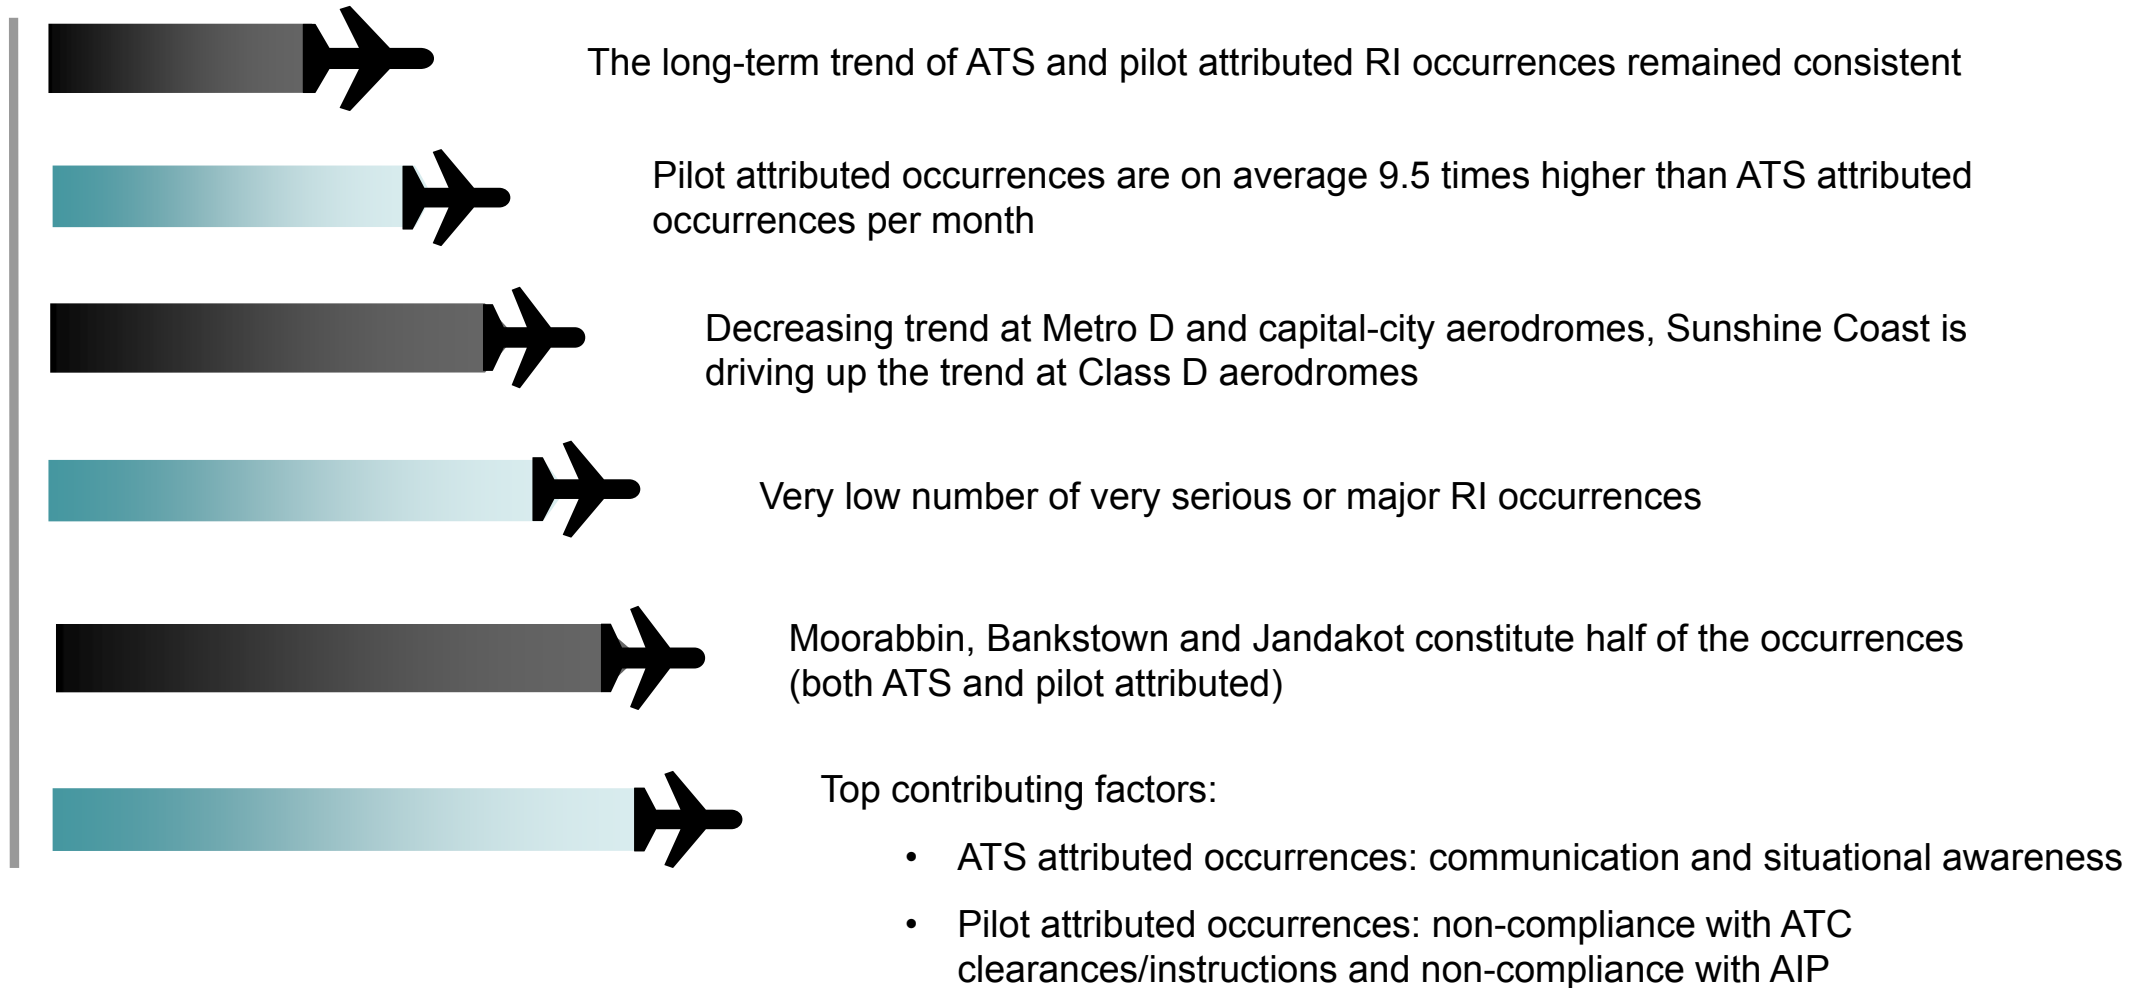 The long-term trend of ATS and pilot attributed RI occurrences remained consistent
Pilot attributed occurrences are on average 9.5 times higher than ATS attributed
occurrences per month
Decreasing trend at Metro D and capital-city aerodromes, Sunshine Coast is
driving up the trend at Class D aerodromes
Very low number of very serious or major RI occurrences
Moorabbin, Bankstown and Jandakot constitute half of the occurrences
(both ATS and pilot attributed)
Top contributing factors:
• ATS attributed occurrences: communication and situational awareness
• Pilot attributed occurrences: non-compliance with ATC
clearances/instructions and non-compliance with AIP